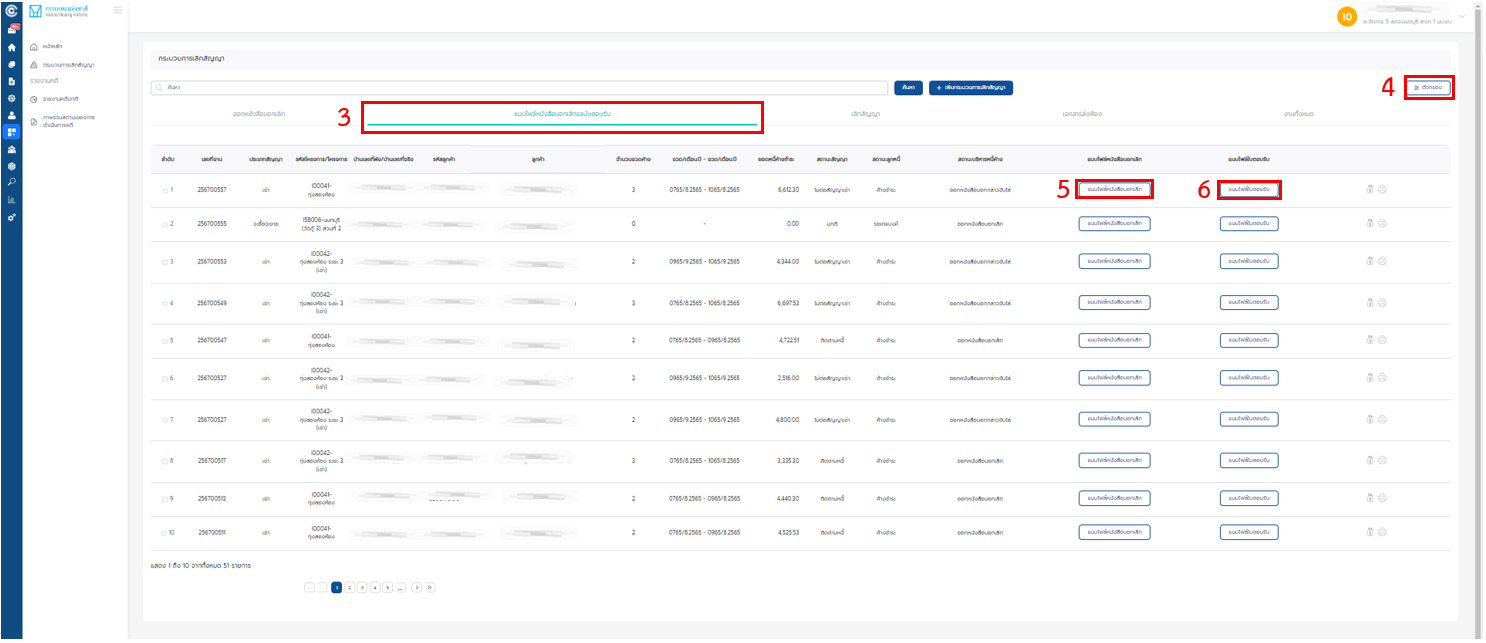 การเคหะแห่งชาติ
หน้าหลัก
กระบวนการเลิกสัญญา
รายงานคดี
รายงานคดีปกติ
ภาพรวมสถานะของการ
ดำเนินการคดี
10
กระบวนการเลิกสัญญา
ค้นหา ค้นหา + เพิ่มกระบวนการเลิกสัญญา 4 ตัวกรอง
ออกหนังสือบอกเลิก 3 แนบไฟล์หนังสือบอกเลิกและใบตอบรับ เลิกสัญญา เอกสารส่งฟ้อง งานทั้งหมด
ลำดับ เลขที่งาน ประเภทสัญญา รหัสโครงการ/โครงการ บ้านเลขที่ผัง/บ้านเลขที่จริง รหัสลูกค้า ลูกค้า จำนวนงวดค้าง งวด/เดือนปี - งวด/เดือนปี ยอดหนี้ค้างชำระ สถานะสัญญา สถานะลูกหนี้ สถานะบริหารหนี้ค้าง แนบไฟล์หนังสือบอกเลิก แนบไฟล์ใบตอบรับ
1 256700557 เช่า I00041-ทุ่งสองห้อง 3 0765/8.2565 - 1065/8.2565 6,612.30 ไม่ต่อสัญญาเช่า ค้างชำระ ออกหนังสือบอกกล่าวขับไล่ 5 แนบไฟล์หนังสือบอกเลิก 6 แนบไฟล์ใบตอบรับ
2 256700555 จะซื้อจะขาย I58006-นนทบุรี (วัดกู้ 3) ส่วนที่ 2 0 - 0.00 ปกติ รอเทแบงค์ ออกหนังสือบอกเลิก แนบไฟล์หนังสือบอกเลิก แนบไฟล์ใบตอบรับ
3 256700553 เช่า I00042-ทุ่งสองห้อง ระยะ 3 (เช่า) 2 0965/9.2565 - 1065/9.2565 4,344.00 ไม่ต่อสัญญาเช่า ค้างชำระ ออกหนังสือบอกกล่าวขับไล่ แนบไฟล์หนังสือบอกเลิก แนบไฟล์ใบตอบรับ
4 256700549 เช่า I00042-ทุ่งสองห้อง ระยะ 3 (เช่า) 3 0765/8.2565 - 1065/8.2565 6,697.53 ไม่ต่อสัญญาเช่า ค้างชำระ ออกหนังสือบอกกล่าวขับไล่ แนบไฟล์หนังสือบอกเลิก แนบไฟล์ใบตอบรับ
5 256700547 เช่า I00041-ทุ่งสองห้อง 2 0765/8.2565 - 0965/8.2565 4,722.51 ติดตามหนี้ ค้างชำระ ออกหนังสือบอกเลิก แนบไฟล์หนังสือบอกเลิก แนบไฟล์ใบตอบรับ
6 256700527 เช่า I00042-ทุ่งสองห้อง ระยะ 3 (เช่า) 2 0965/9.2565 - 1065/9.2565 2,516.00 ไม่ต่อสัญญาเช่า ค้างชำระ ออกหนังสือบอกกล่าวขับไล่ แนบไฟล์หนังสือบอกเลิก แนบไฟล์ใบตอบรับ
7 256700527 เช่า I00042-ทุ่งสองห้อง ระยะ 3 (เช่า) 2 0965/9.2565 - 1065/9.2565 4,800.00 ไม่ต่อสัญญาเช่า ค้างชำระ ออกหนังสือบอกกล่าวขับไล่ แนบไฟล์หนังสือบอกเลิก แนบไฟล์ใบตอบรับ
8 256700517 เช่า I00042-ทุ่งสองห้อง ระยะ 3 (เช่า) 3 0765/8.2565 - 1065/8.2565 3,335.30 ติดตามหนี้ ค้างชำระ ออกหนังสือบอกเลิก แนบไฟล์หนังสือบอกเลิก แนบไฟล์ใบตอบรับ
9 256700513 เช่า I00041-ทุ่งสองห้อง 2 0765/8.2565 - 0965/8.2565 4,440.30 ติดตามหนี้ ค้างชำระ ออกหนังสือบอกเลิก แนบไฟล์หนังสือบอกเลิก แนบไฟล์ใบตอบรับ
10 256700511 เช่า I00041-ทุ่งสองห้อง 2 0765/8.2565 - 0965/8.2565 4,525.53 ติดตามหนี้ ค้างชำระ ออกหนังสือบอกเลิก แนบไฟล์หนังสือบอกเลิก แนบไฟล์ใบตอบรับ
แสดง 1 ถึง 10 จากทั้งหมด 51 รายการ
1 2 3 4 5 ...